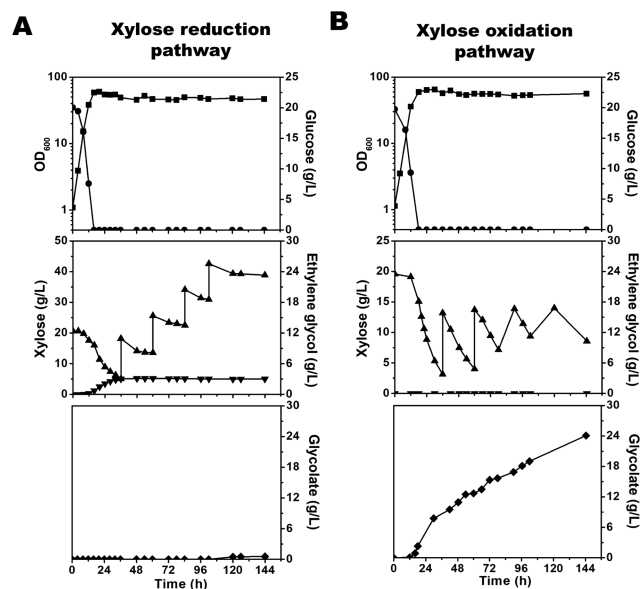 A
Xylose reduction
pathway
B
Xylose oxidation
pathway
100
10
1
OD600
25
20
15
10
5
0
Glucose (g/L)
100
10
1
OD600
25
20
15
10
5
0
Glucose (g/L)
50
40
30
20
10
0
Xylose (g/L)
30
24
18
12
6
0
Ethylene glycol (g/L)
25
20
15
10
5
0
Xylose (g/L)
30
24
18
12
6
0
Ethylene glycol (g/L)
30
24
18
12
6
0
Glycolate (g/L)
0 24 48 72 96 120 144
Time (h)
30
24
18
12
6
0
Glycolate (g/L)
0 24 48 72 96 120 144
Time (h)